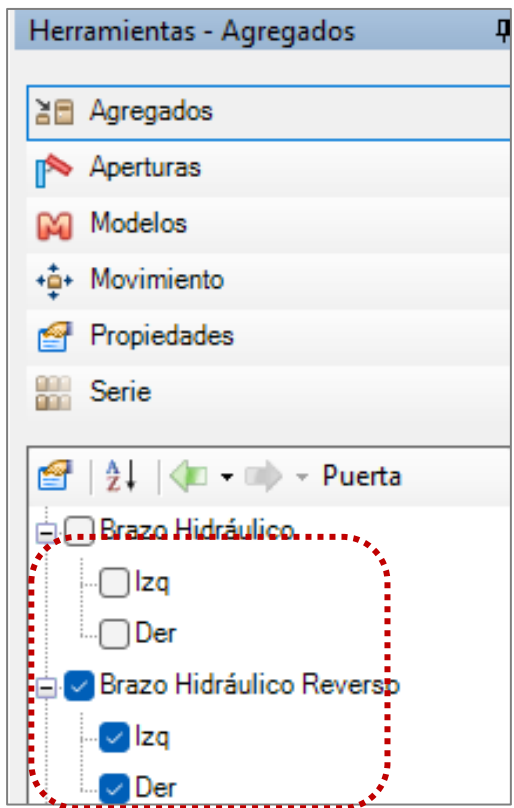 Herramientas - Agregados
Agregados
Aperturas
Modelos
Movimiento
Propiedades
Serie
Puerta
Brazo Hidráulico
Izq
Der
Brazo Hidráulico Reverso
Izq
Der